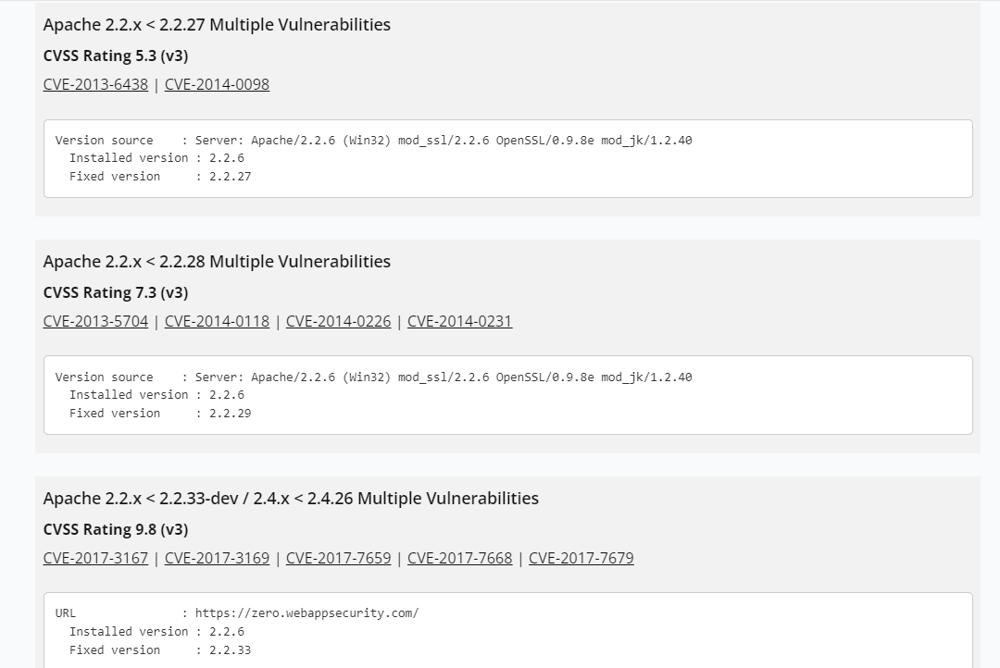 Apache 2.2.x < 2.2.27 Multiple Vulnerabilities
CVSS Rating 5.3 (v3)
CVE-2013-6438 | CVE-2014-0098
Version source    : Server: Apache/2.2.6 (Win32) mod_ssl/2.2.6 OpenSSL/0.9.8e mod_jk/1.2.40
  Installed version : 2.2.6
  Fixed version     : 2.2.27
Apache 2.2.x < 2.2.28 Multiple Vulnerabilities
CVSS Rating 7.3 (v3)
CVE-2013-5704 | CVE-2014-0118 | CVE-2014-0226 | CVE-2014-0231
Version source    : Server: Apache/2.2.6 (Win32) mod_ssl/2.2.6 OpenSSL/0.9.8e mod_jk/1.2.40
  Installed version : 2.2.6
  Fixed version     : 2.2.29
Apache 2.2.x < 2.2.33-dev / 2.4.x < 2.4.26 Multiple Vulnerabilities
CVSS Rating 9.8 (v3)
CVE-2017-3167 | CVE-2017-3169 | CVE-2017-7659 | CVE-2017-7668 | CVE-2017-7679
URL               : https://zero.webappsecurity.com/
  Installed version : 2.2.6
  Fixed version     : 2.2.33